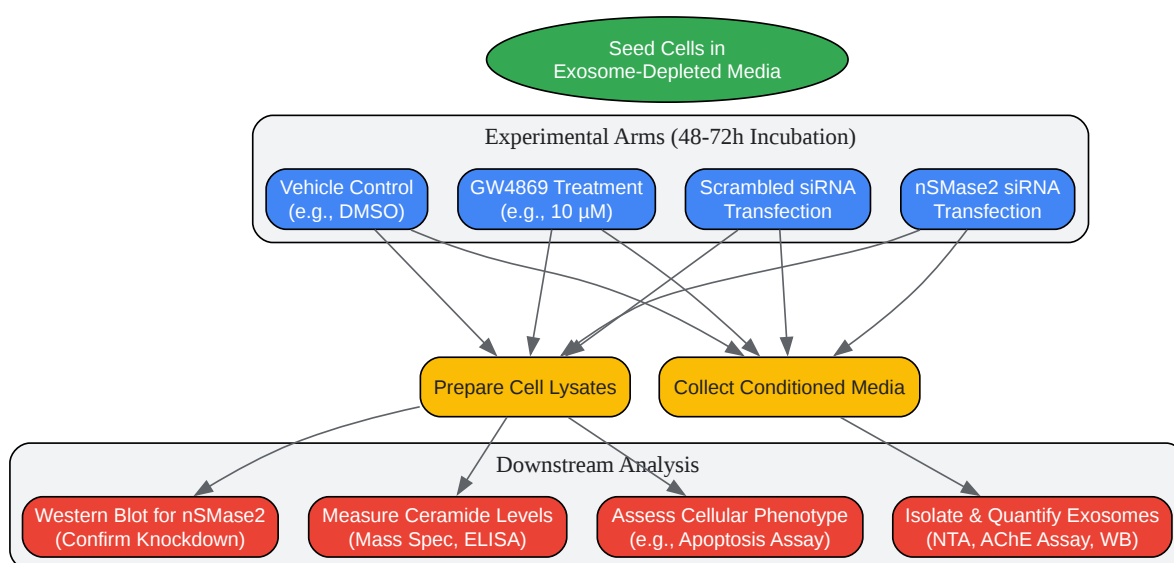 Seed Cells in
Exosome-Depleted Media
Experimental Arms (48-72h Incubation)
Vehicle Control
(e.g., DMSO)
GW4869 Treatment
(e.g., 10 µM)
Scrambled siRNA
Transfection
nSMase2 siRNA
Transfection
Prepare Cell Lysates
Collect Conditioned Media
Downstream Analysis
Western Blot for nSMase2
(Confirm Knockdown)
Measure Ceramide Levels
(Mass Spec, ELISA)
Assess Cellular Phenotype
(e.g., Apoptosis Assay)
Isolate & Quantify Exosomes
(NTA, AChE Assay, WB)